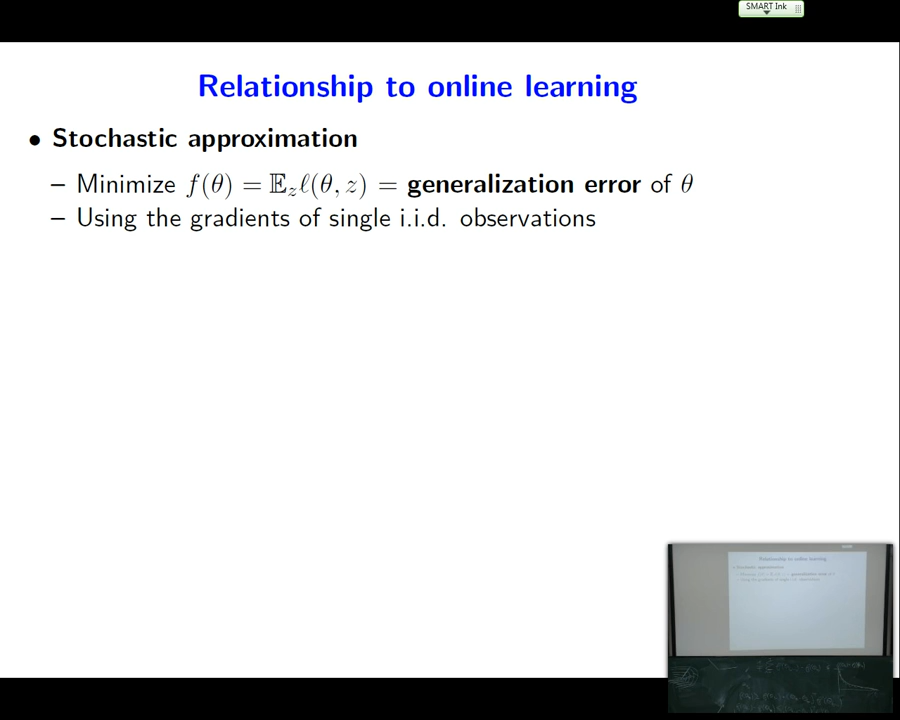 SMART Ink
Relationship to online learning
• Stochastic approximation
– Minimize f(θ) = 𝔼_z ℓ(θ, z) = generalization error of θ
– Using the gradients of single i.i.d. observations